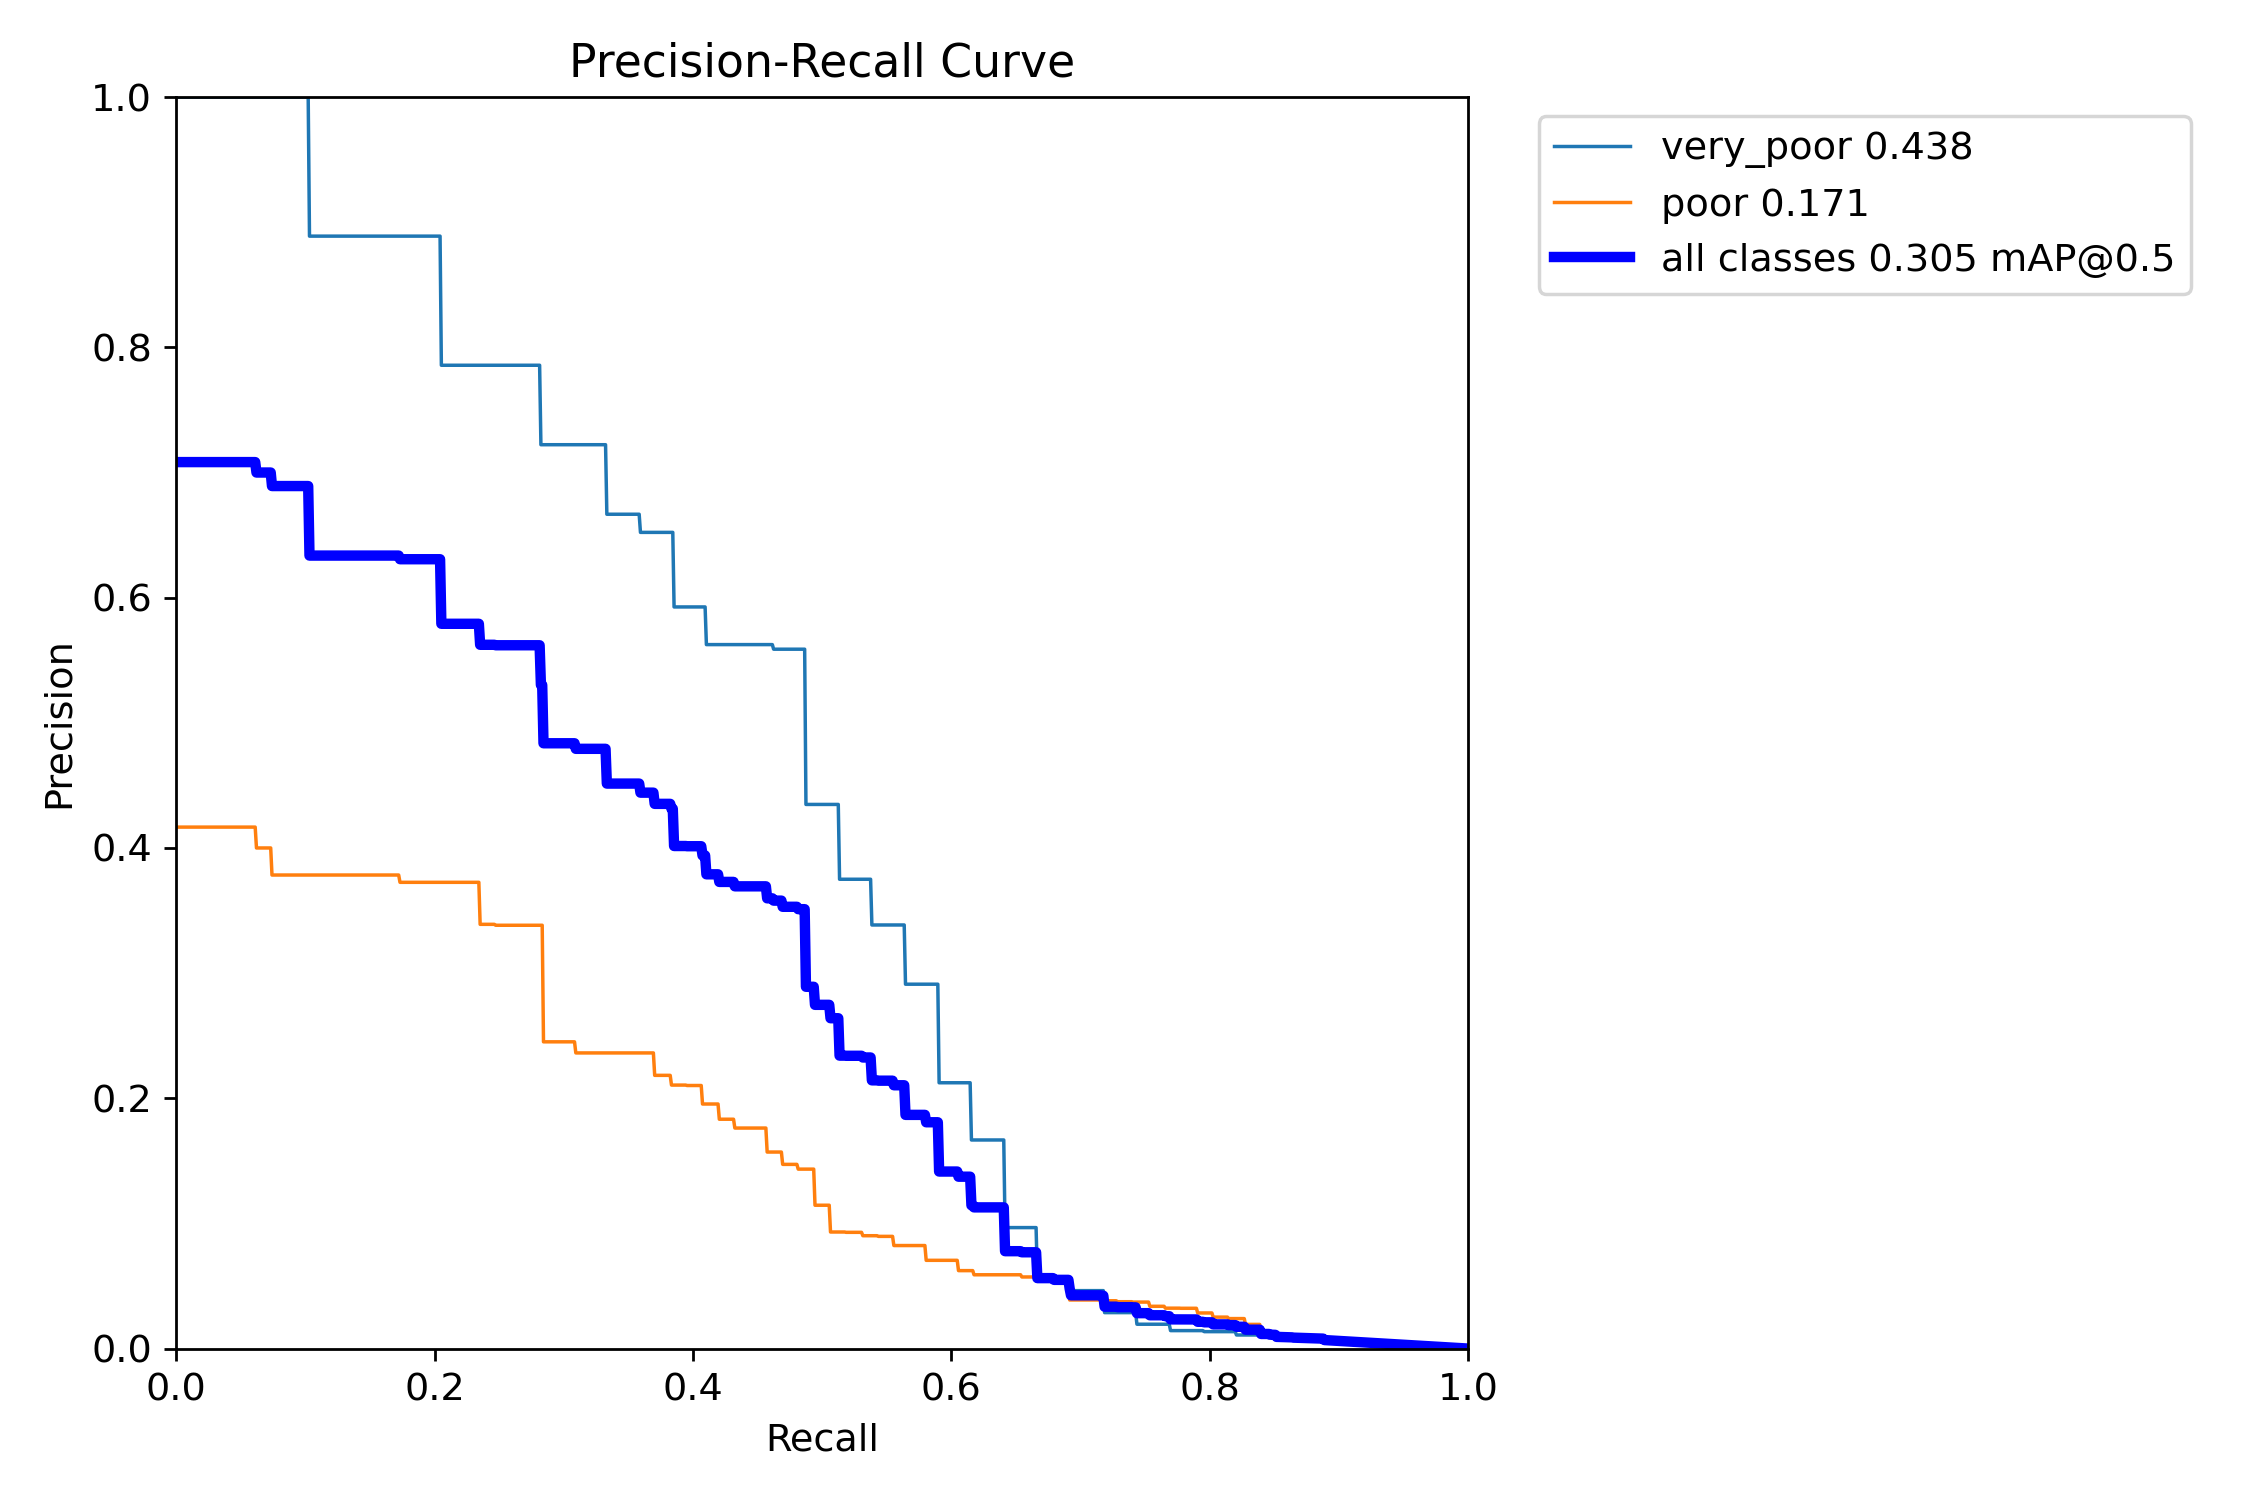 Precision-Recall Curve
very_poor 0.438
poor 0.171
all classes 0.305 mAP@0.5
Precision
1.0
0.8
0.6
0.4
0.2
0.0
0.0 0.2 0.4 0.6 0.8 1.0
Recall